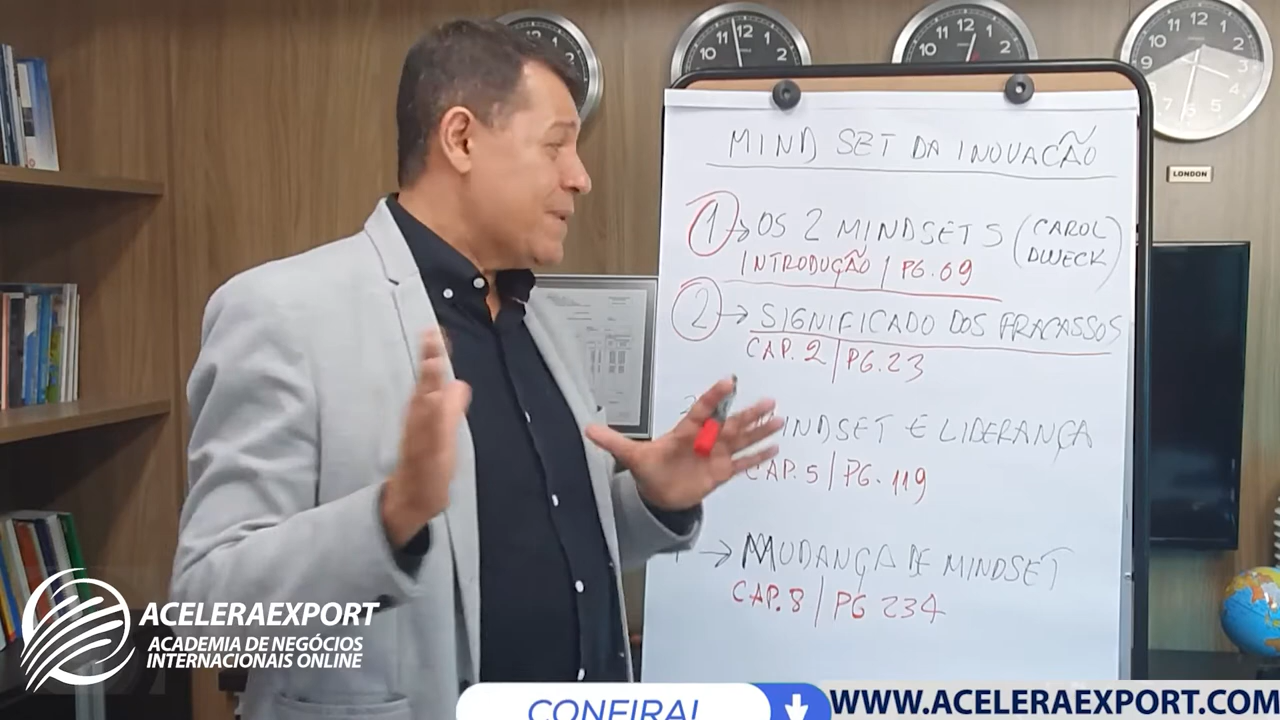 MIND SET DA INOVACÃO
1 → OS 2 MINDSETS (CAROL DWECK)
INTRODUÇÃO / PG. 09
2 → SIGNIFICADO DOS FRACASSOS
CAP. 2 / PG. 23
MINDSET E LIDERANÇA
CAP. 5 / PG. 119
→ MUDANÇA DE MINDSET
CAP. 8 / PG 234
LONDON
ACELERAEXPORT
ACADEMIA DE NEGÓCIOS
INTERNACIONAIS ONLINE
CONFIRA!
WWW.ACELERAEXPORT.COM